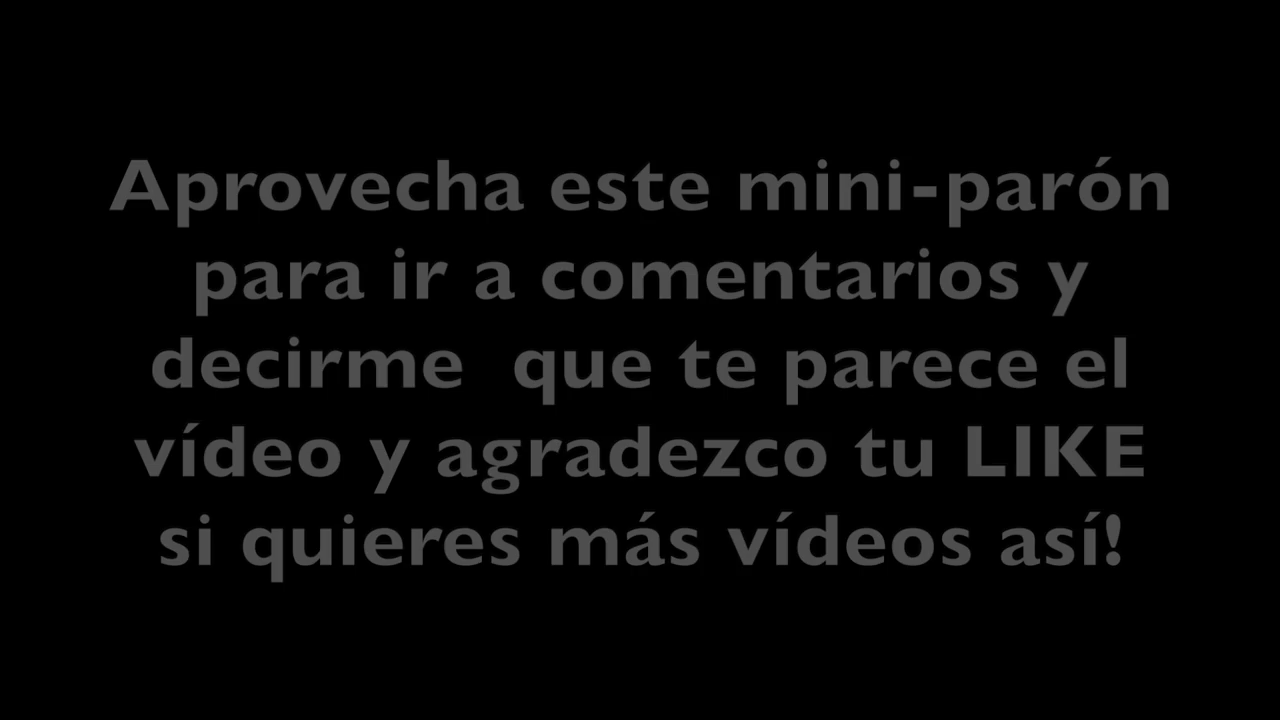 Aprovecha este mini-parón
para ir a comentarios y
decirme  que te parece el
vídeo y agradezco tu LIKE
si quieres más vídeos así!